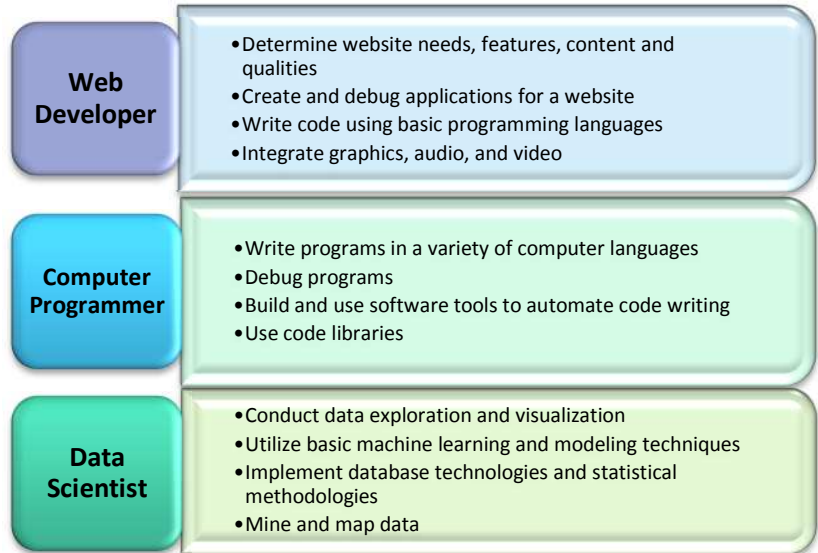 Web
Developer
•Determine website needs, features, content and
qualities
•Create and debug applications for a website
•Write code using basic programming languages
•Integrate graphics, audio, and video
Computer
Programmer
•Write programs in a variety of computer languages
•Debug programs
•Build and use software tools to automate code writing
•Use code libraries
Data
Scientist
•Conduct data exploration and visualization
•Utilize basic machine learning and modeling techniques
•Implement database technologies and statistical
methodologies
•Mine and map data